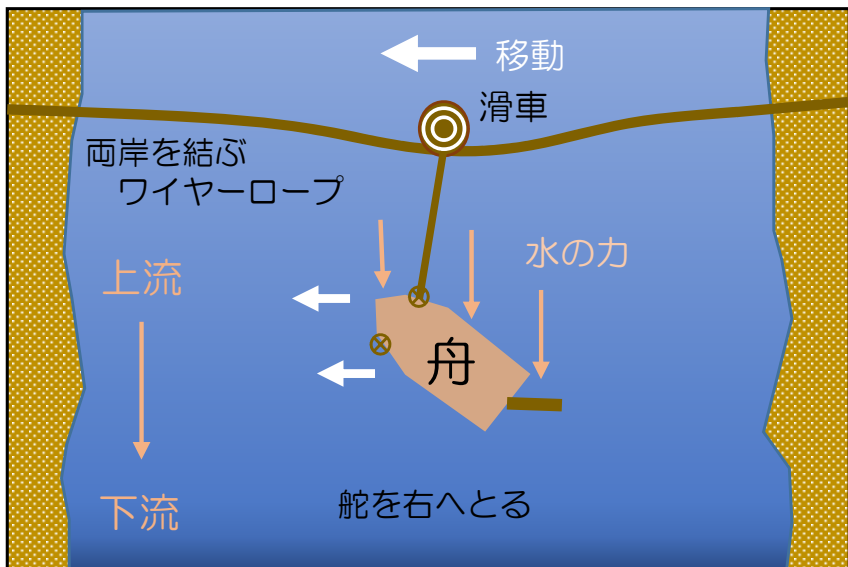 移動
滑車
両岸を結ぶ
ワイヤーロープ
水の力
上流
舟
下流
舵を右へとる